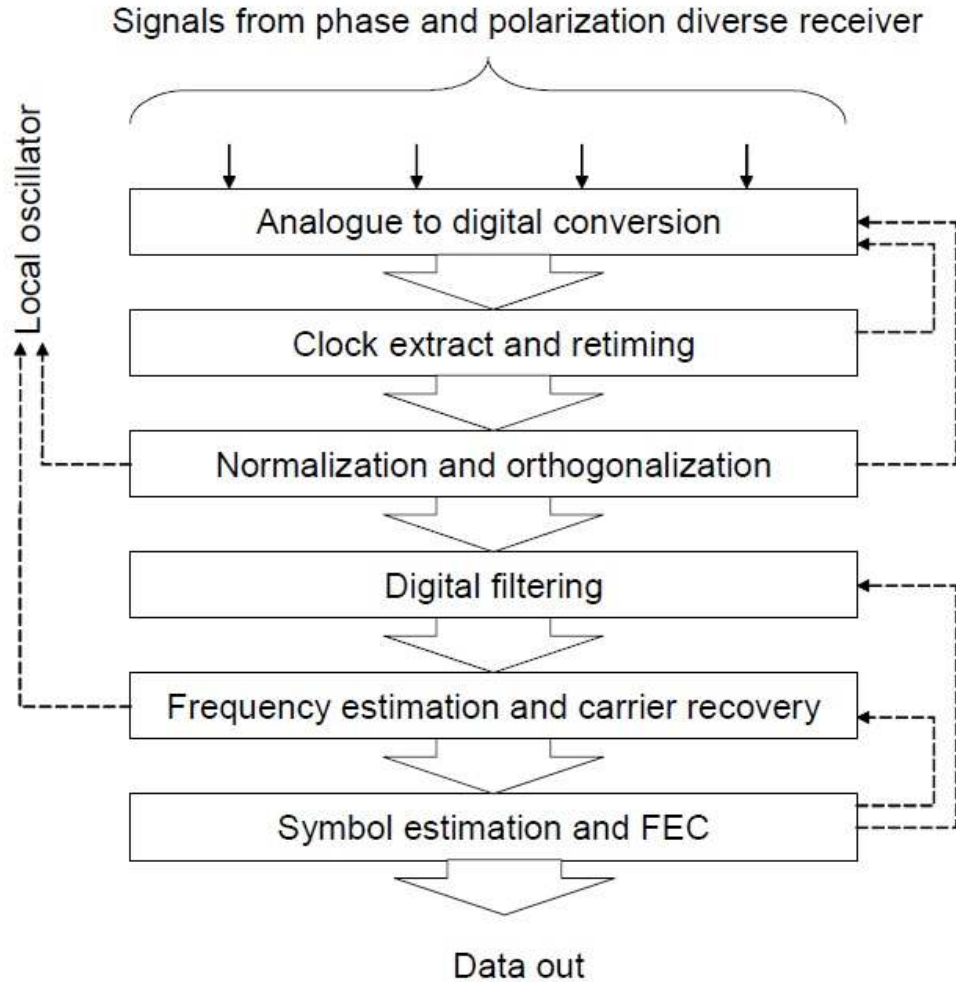 Signals from phase and polarization diverse receiver
Local oscillator
Analogue to digital conversion
Clock extract and retiming
Normalization and orthogonalization
Digital filtering
Frequency estimation and carrier recovery
Symbol estimation and FEC
Data out